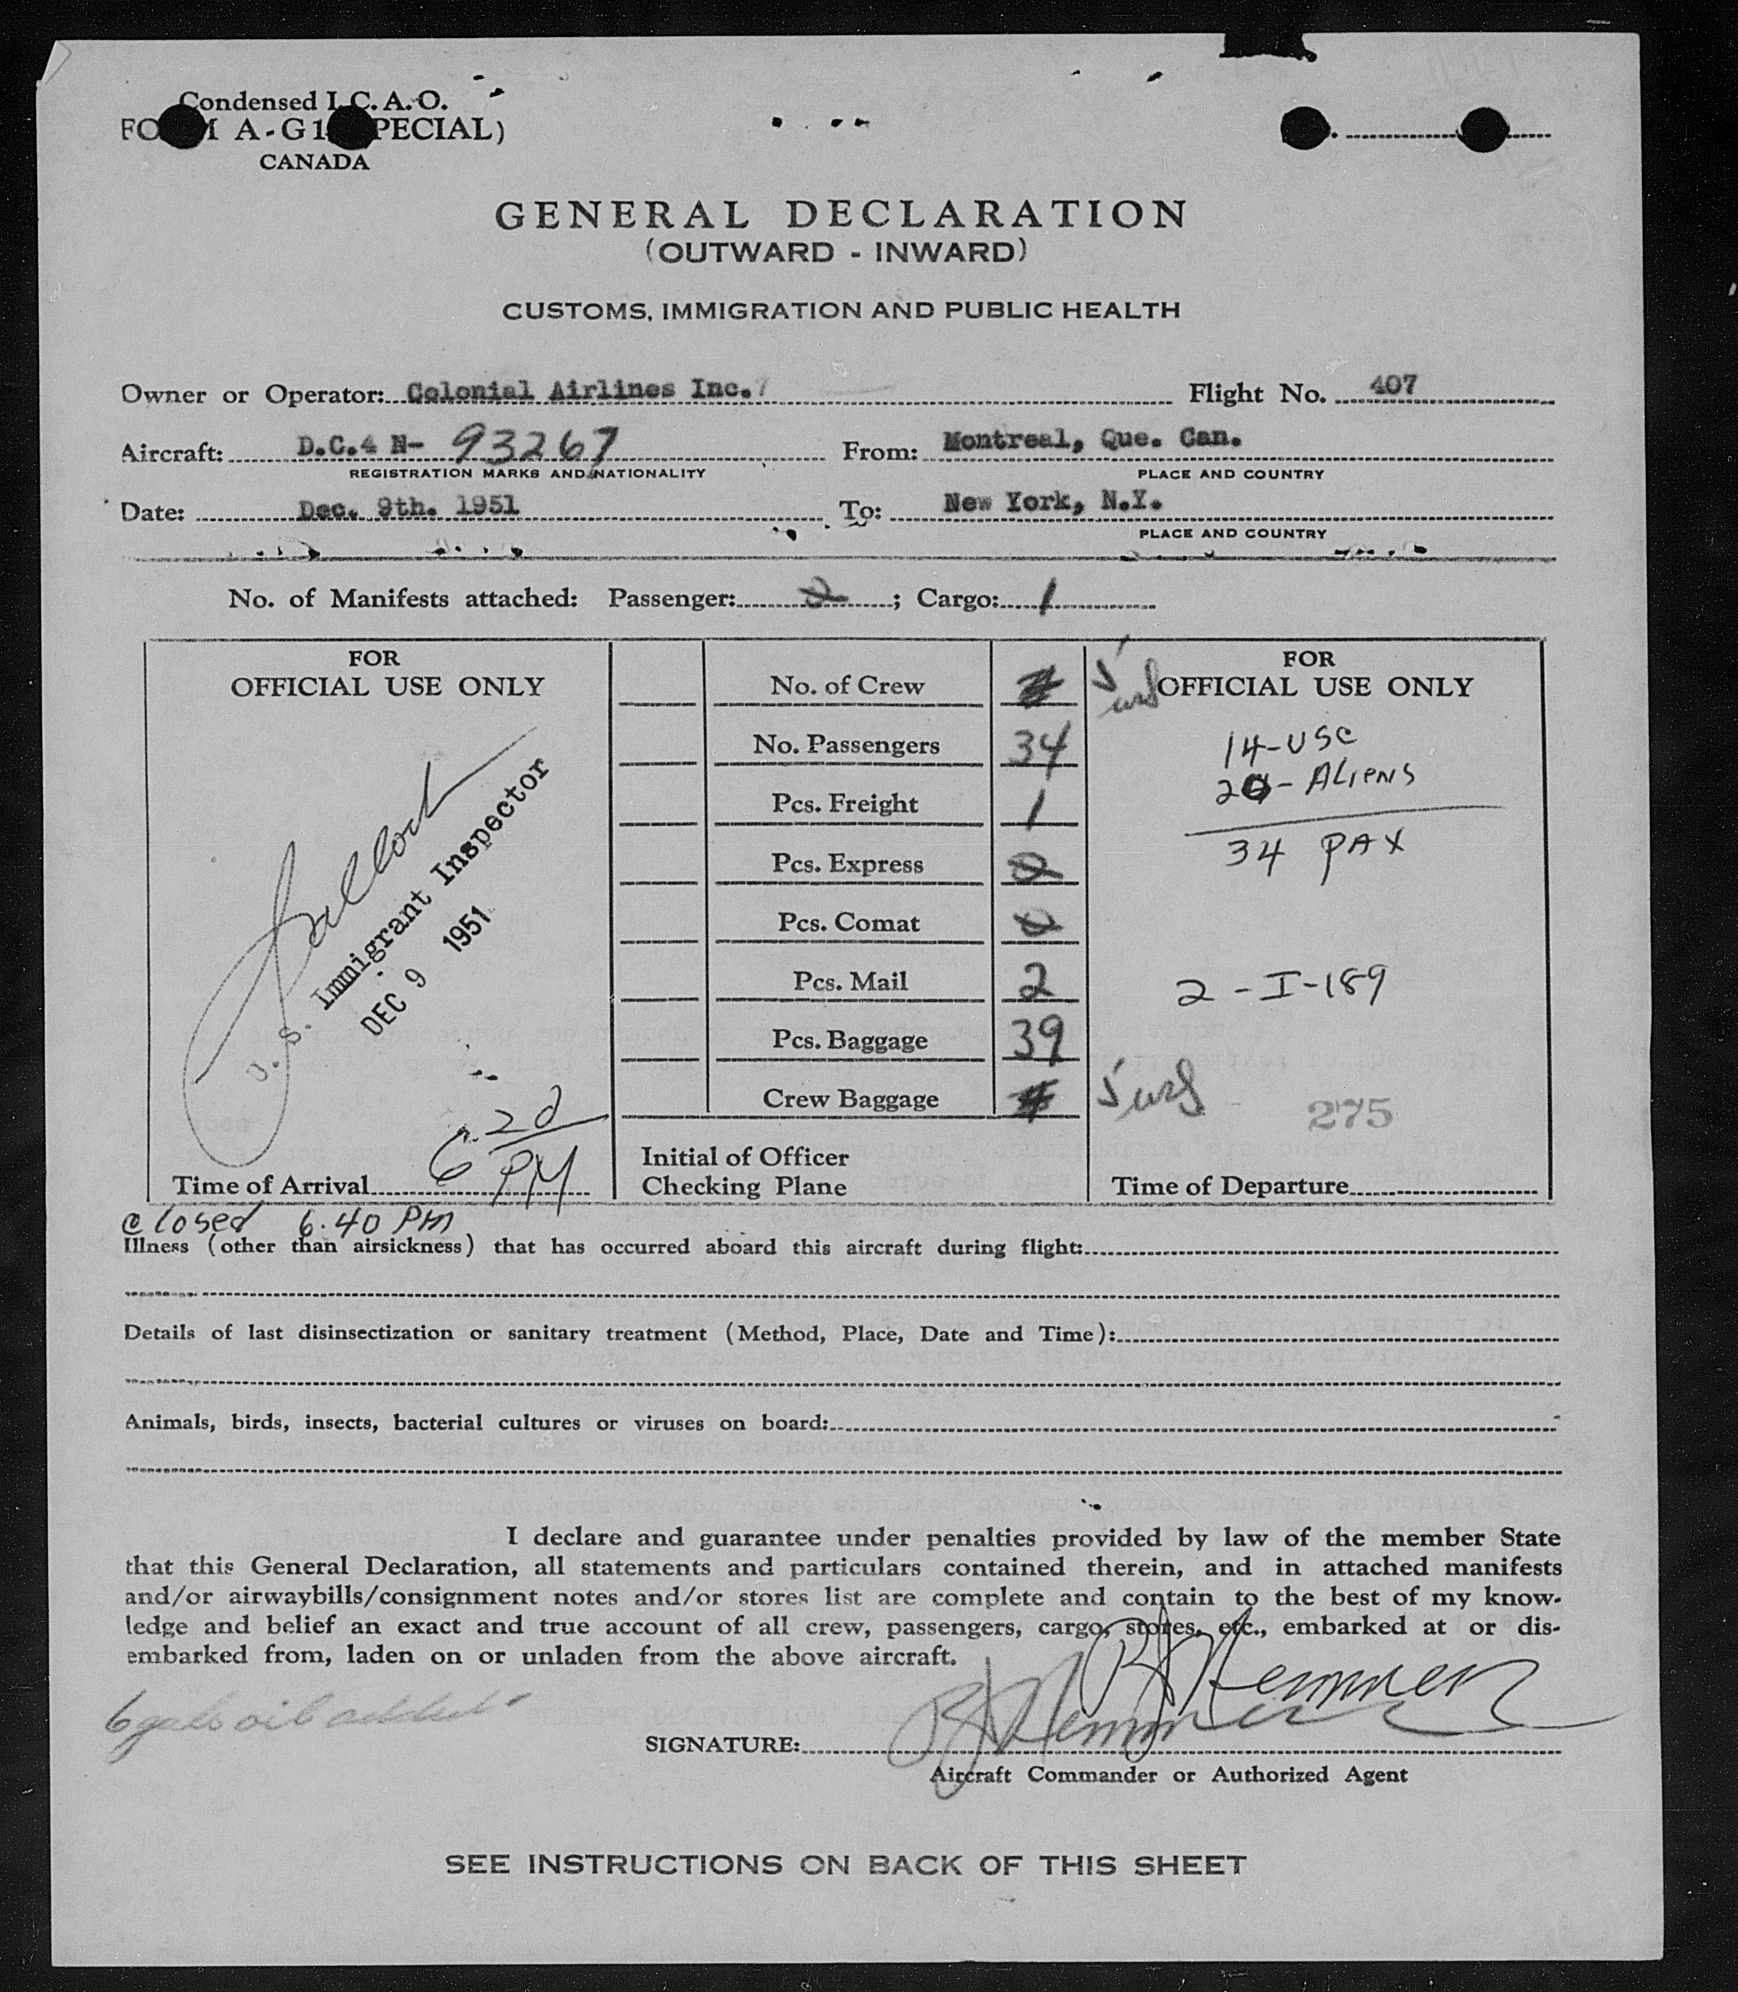 Condensed I.C.A.O.
FORM A-G1 (SPECIAL)
CANADA
GENERAL DECLARATION
(OUTWARD - INWARD)
CUSTOMS, IMMIGRATION AND PUBLIC HEALTH
Owner or Operator: Colonial Airlines Inc. Flight No. 407
Aircraft: D.C.4 N- 93267 From: Montreal, Que. Can.
REGISTRATION MARKS AND NATIONALITY PLACE AND COUNTRY
Date: Dec. 9th. 1951 To: New York, N.Y.
PLACE AND COUNTRY
No. of Manifests attached: Passenger: 0; Cargo: 1
FOR
OFFICIAL USE ONLY
U. S. Immigrant Inspector
DEC 9 1951
6.20
PM
Time of Arrival
No. of Crew 5
No. Passengers 34
Pcs. Freight 1
Pcs. Express 0
Pcs. Comat 0
Pcs. Mail 2
Pcs. Baggage 39
Crew Baggage 5
Initial of Officer
Checking Plane
FOR
OFFICIAL USE ONLY
14-USC
20-ALIENS
34 PAX
2-I-189
275
Time of Departure
closed 6.40 PM
Illness (other than airsickness) that has occurred aboard this aircraft during flight:
Details of last disinsectization or sanitary treatment (Method, Place, Date and Time):
Animals, birds, insects, bacterial cultures or viruses on board:
I declare and guarantee under penalties provided by law of the member State
that this General Declaration, all statements and particulars contained therein, and in attached manifests
and/or airwaybills/consignment notes and/or stores list are complete and contain to the best of my know-
ledge and belief an exact and true account of all crew, passengers, cargo, stores, etc., embarked at or dis-
embarked from, laden on or unladen from the above aircraft.
6 gals oil added
SIGNATURE:
Aircraft Commander or Authorized Agent
SEE INSTRUCTIONS ON BACK OF THIS SHEET